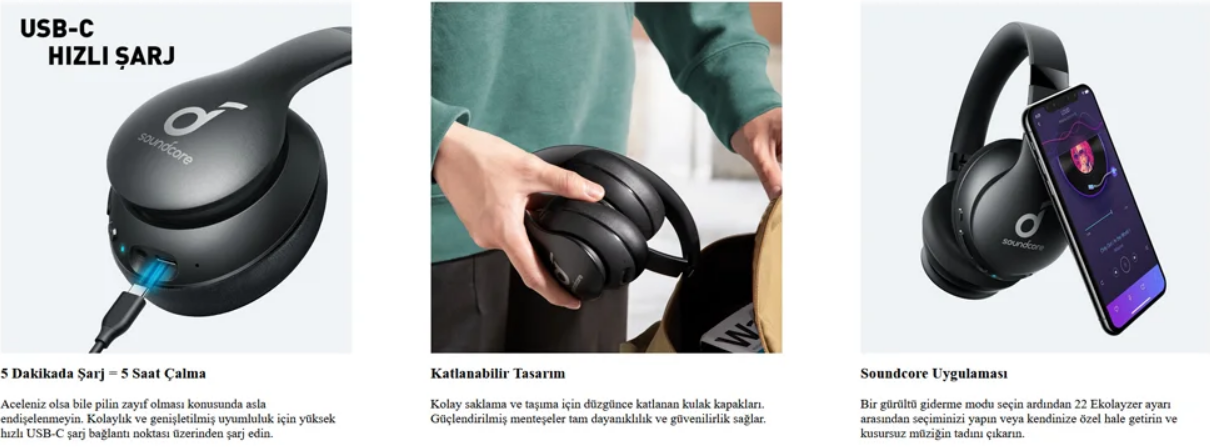 USB-C
HIZLI ŞARJ
soundcore
soundcore
5 Dakikada Şarj = 5 Saat Çalma
Aceleniz olsa bile pilin zayıf olması konusunda asla
endişelenmeyin. Kolaylık ve genişletilmiş uyumluluk için yüksek
hızlı USB-C şarj bağlantı noktası üzerinden şarj edin.
Katlanabilir Tasarım
Kolay saklama ve taşıma için düzgünce katlanan kulak kapakları.
Güçlendirilmiş menteşeler tam dayanıklılık ve güvenilirlik sağlar.
Soundcore Uygulaması
Bir gürültü giderme modu seçin ardından 22 Ekolayzer ayarı
arasından seçiminizi yapın veya kendinize özel hale getirin ve
kusursuz müziğin tadını çıkarın.